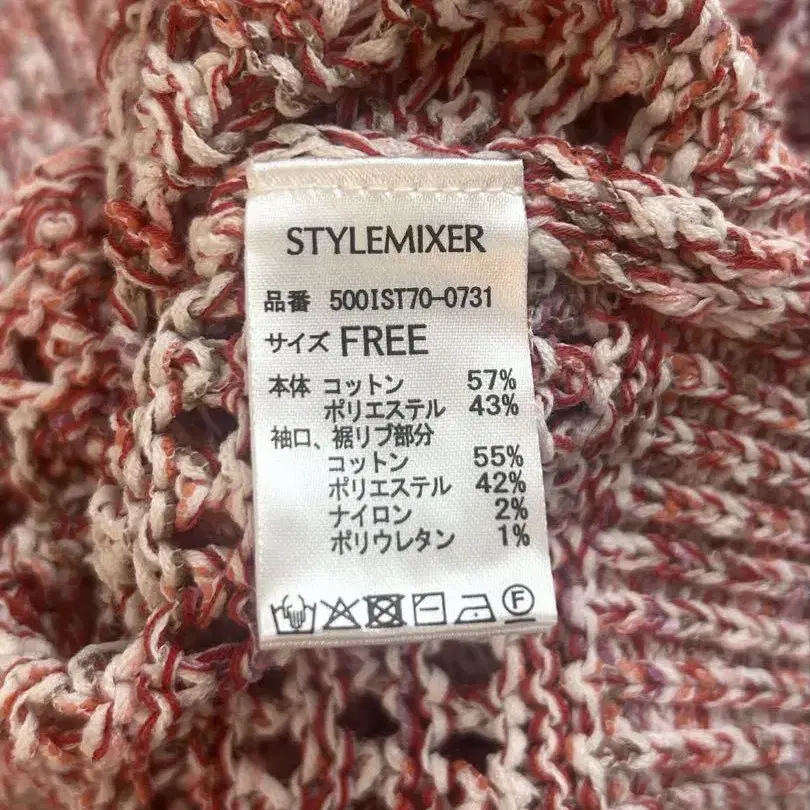 STYLEMIXER
品番 500IST70-0731
サイズ FREE
本体 コットン 57%
ポリエステル 43%
袖口、裾リブ部分
コットン 55%
ポリエステル 42%
ナイロン 2%
ポリウレタン 1%
F